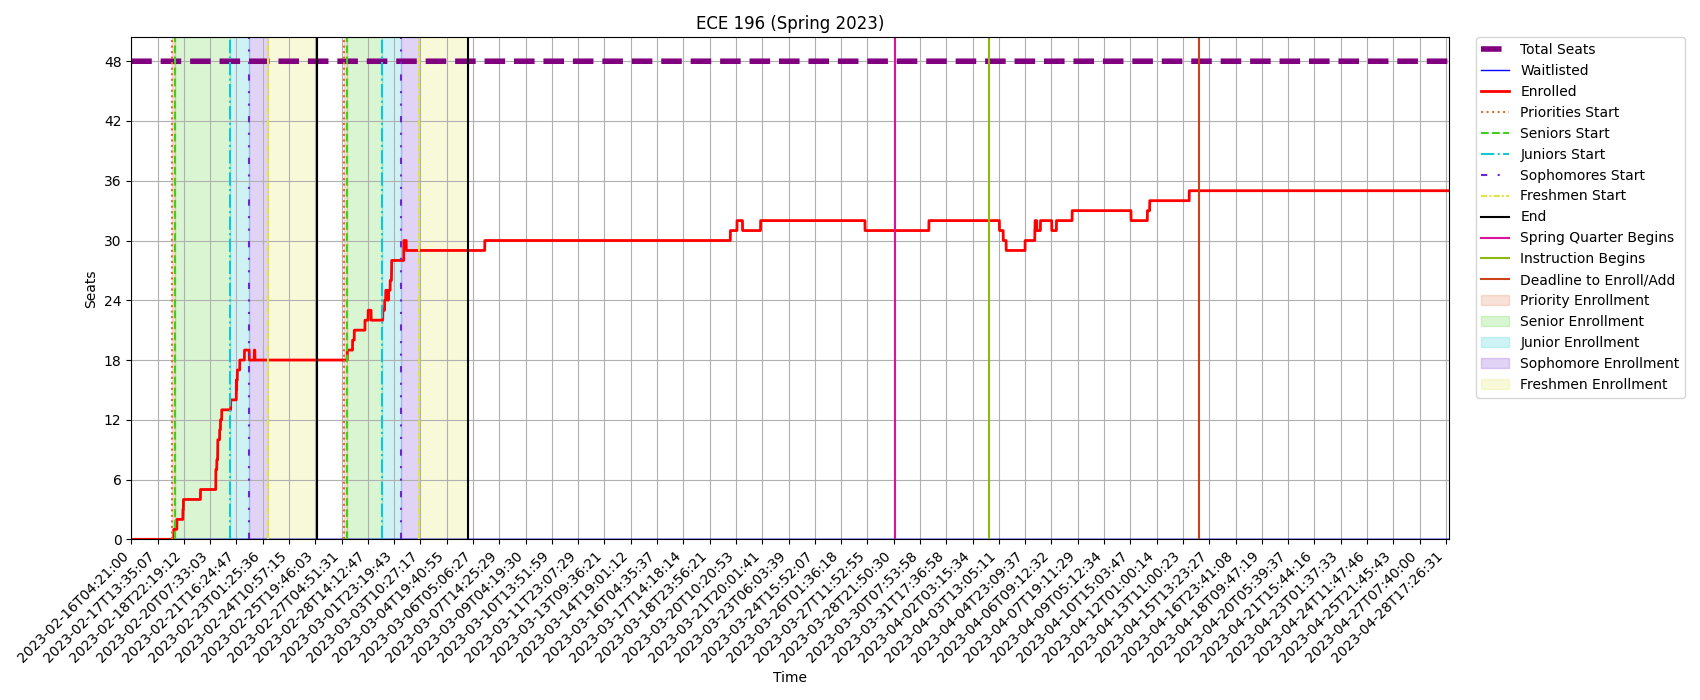 ECE 196 (Spring 2023)
Seats
48
42
36
30
24
18
12
6
0
2023-02-16T04:21:00
2023-02-17T13:35:07
2023-02-18T22:19:12
2023-02-20T07:33:03
2023-02-21T16:24:47
2023-02-23T01:25:36
2023-02-24T10:57:15
2023-02-25T19:46:03
2023-02-27T04:51:31
2023-02-28T14:12:47
2023-03-01T23:19:43
2023-03-03T10:27:17
2023-03-04T19:40:55
2023-03-06T05:06:27
2023-03-07T14:25:29
2023-03-09T04:19:30
2023-03-10T13:51:59
2023-03-11T23:07:29
2023-03-13T09:36:21
2023-03-14T19:01:12
2023-03-16T04:35:37
2023-03-17T14:18:14
2023-03-18T23:56:21
2023-03-20T10:20:53
2023-03-21T20:01:41
2023-03-23T06:03:39
2023-03-24T15:52:07
2023-03-26T01:36:18
2023-03-27T11:52:55
2023-03-28T21:50:30
2023-03-30T07:53:58
2023-03-31T17:36:58
2023-04-02T03:15:34
2023-04-03T13:05:11
2023-04-04T23:09:37
2023-04-06T09:12:32
2023-04-07T19:11:29
2023-04-09T05:12:34
2023-04-10T15:03:47
2023-04-12T01:00:14
2023-04-13T11:00:23
2023-04-15T13:23:27
2023-04-16T23:41:08
2023-04-18T09:47:19
2023-04-20T05:39:37
2023-04-21T15:44:16
2023-04-23T01:37:33
2023-04-24T11:47:46
2023-04-25T21:45:43
2023-04-27T07:40:00
2023-04-28T17:26:31
Time
Total Seats
Waitlisted
Enrolled
Priorities Start
Seniors Start
Juniors Start
Sophomores Start
Freshmen Start
End
Spring Quarter Begins
Instruction Begins
Deadline to Enroll/Add
Priority Enrollment
Senior Enrollment
Junior Enrollment
Sophomore Enrollment
Freshmen Enrollment